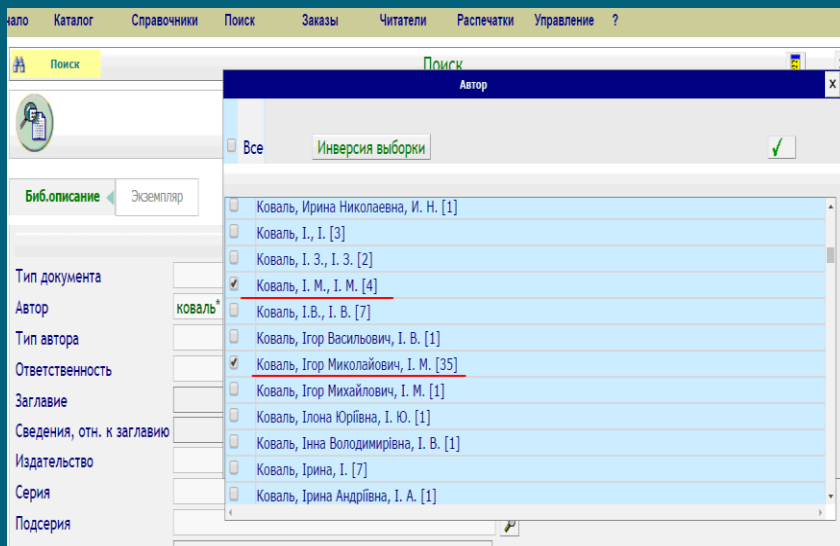 чало Каталог Справочники Поиск Заказы Читатели Распечатки Управление ?
Поиск
Поиск
Автор x
Все Инверсия выборки
Биб.описание Экземпляр
Коваль, Ирина Николаевна, И. Н. [1]
Коваль, І., І. [3]
Коваль, І. З., І. З. [2]
Коваль, І. М., І. М. [4]
Коваль, І.В., І. В. [7]
Коваль, Ігор Васильович, І. В. [1]
Коваль, Ігор Миколайович, І. М. [35]
Коваль, Ігор Михайлович, І. М. [1]
Коваль, Ілона Юріївна, І. Ю. [1]
Коваль, Інна Володимирівна, І. В. [1]
Коваль, Ірина, І. [7]
Коваль, Ірина Андріївна, І. А. [1]
Тип документа
Автор коваль*
Тип автора
Ответственность
Заглавие
Сведения, отн. к заглавию
Издательство
Серия
Подсерия